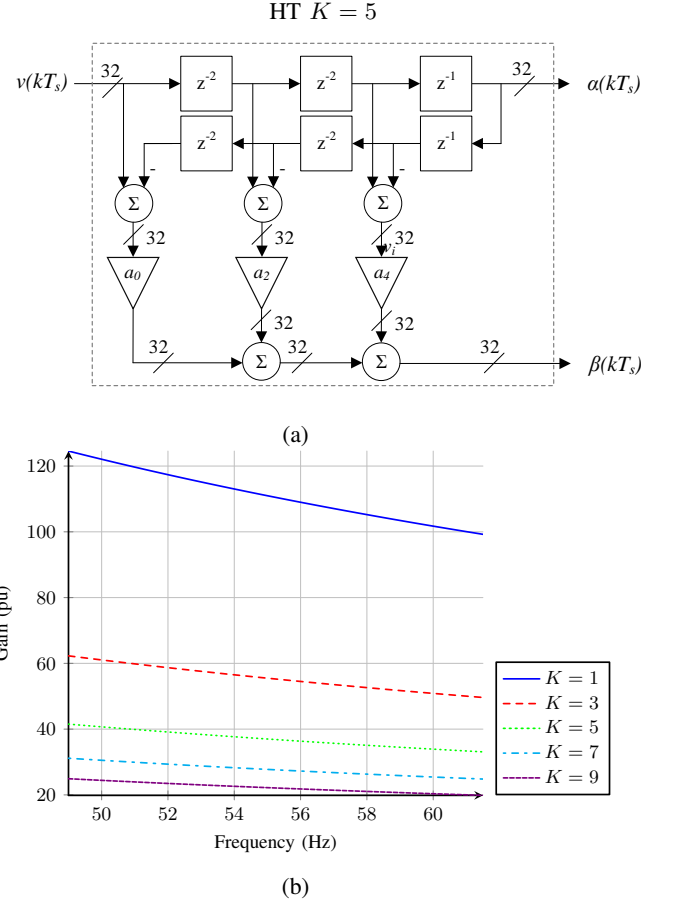 HT K = 5
v(kTₛ) 32 z⁻² z⁻² z⁻¹ 32 α(kTₛ)
z⁻² z⁻² z⁻¹
- - -
Σ Σ Σ
32 32 32
vᵢ
a₀ a₂ a₄
32 32
32 Σ 32 Σ 32 β(kTₛ)
(a)
120
100
80
60
40
20
Gain (pu)
50 52 54 56 58 60
Frequency (Hz)
K = 1
K = 3
K = 5
K = 7
K = 9
(b)